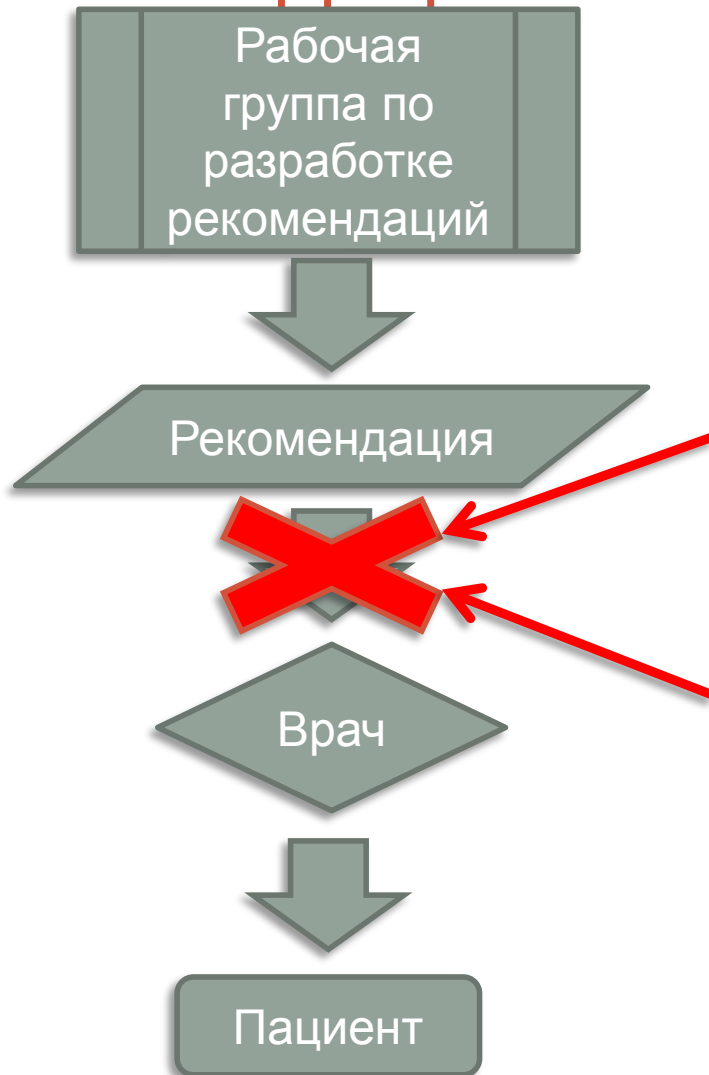 Рабочая
группа по
разработке
рекомендаций
Рекомендация
Врач
Пациент